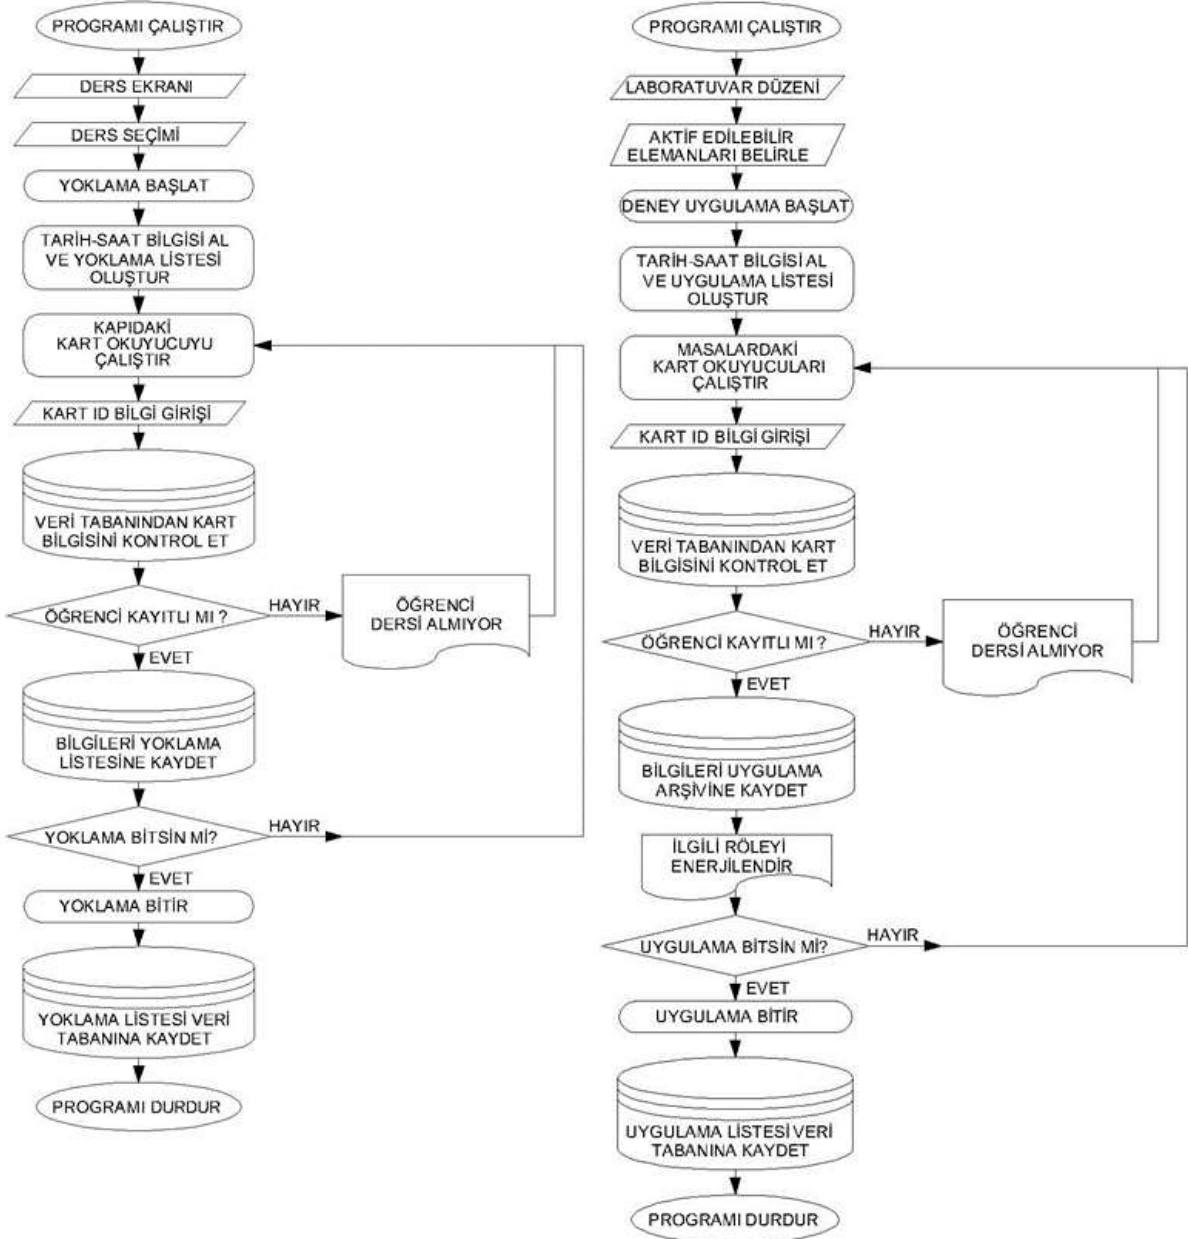 PROGRAMI ÇALIŞTIR
DERS EKRANI
DERS SEÇİMİ
YOKLAMA BAŞLAT
TARİH-SAAT BİLGİSİ AL
VE YOKLAMA LİSTESİ
OLUŞTUR
KAPIDAKİ
KART OKUYUCUYU
ÇALIŞTIR
KART ID BİLGİ GİRİŞİ
VERİ TABANINDAN KART
BİLGİSİNİ KONTROL ET
ÖĞRENCİ KAYITLI MI ?
HAYIR
ÖĞRENCİ
DERSİ ALMIYOR
EVET
BİLGİLERİ YOKLAMA
LİSTESİNE KAYDET
YOKLAMA BİTSİN Mİ?
HAYIR
EVET
YOKLAMA BİTİR
YOKLAMA LİSTESİ VERİ
TABANINA KAYDET
PROGRAMI DURDUR
PROGRAMI ÇALIŞTIR
LABORATUVAR DÜZENİ
AKTİF EDİLEBİLİR
ELEMANLARI BELİRLE
DENEY UYGULAMA BAŞLAT
TARİH-SAAT BİLGİSİ AL
VE UYGULAMA LİSTESİ
OLUŞTUR
MASALARDAKİ
KART OKUYUCULARI
ÇALIŞTIR
KART ID BİLGİ GİRİŞİ
VERİ TABANINDAN KART
BİLGİSİNİ KONTROL ET
ÖĞRENCİ KAYITLI MI ?
HAYIR
ÖĞRENCİ
DERSİ ALMIYOR
EVET
BİLGİLERİ UYGULAMA
ARŞİVİNE KAYDET
İLGİLİ RÖLEYİ
ENERJİLENDİR
UYGULAMA BİTSİN Mİ?
HAYIR
EVET
UYGULAMA BİTİR
UYGULAMA LİSTESİ VERİ
TABANINA KAYDET
PROGRAMI DURDUR